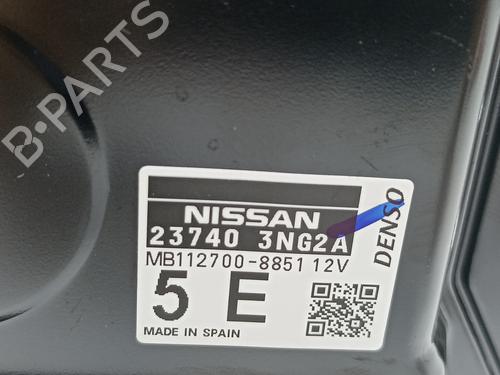 B-PARTS
NISSAN
23740 3NG2A
MB112700-8851 12V
5 E
MADE IN SPAIN
DENSO